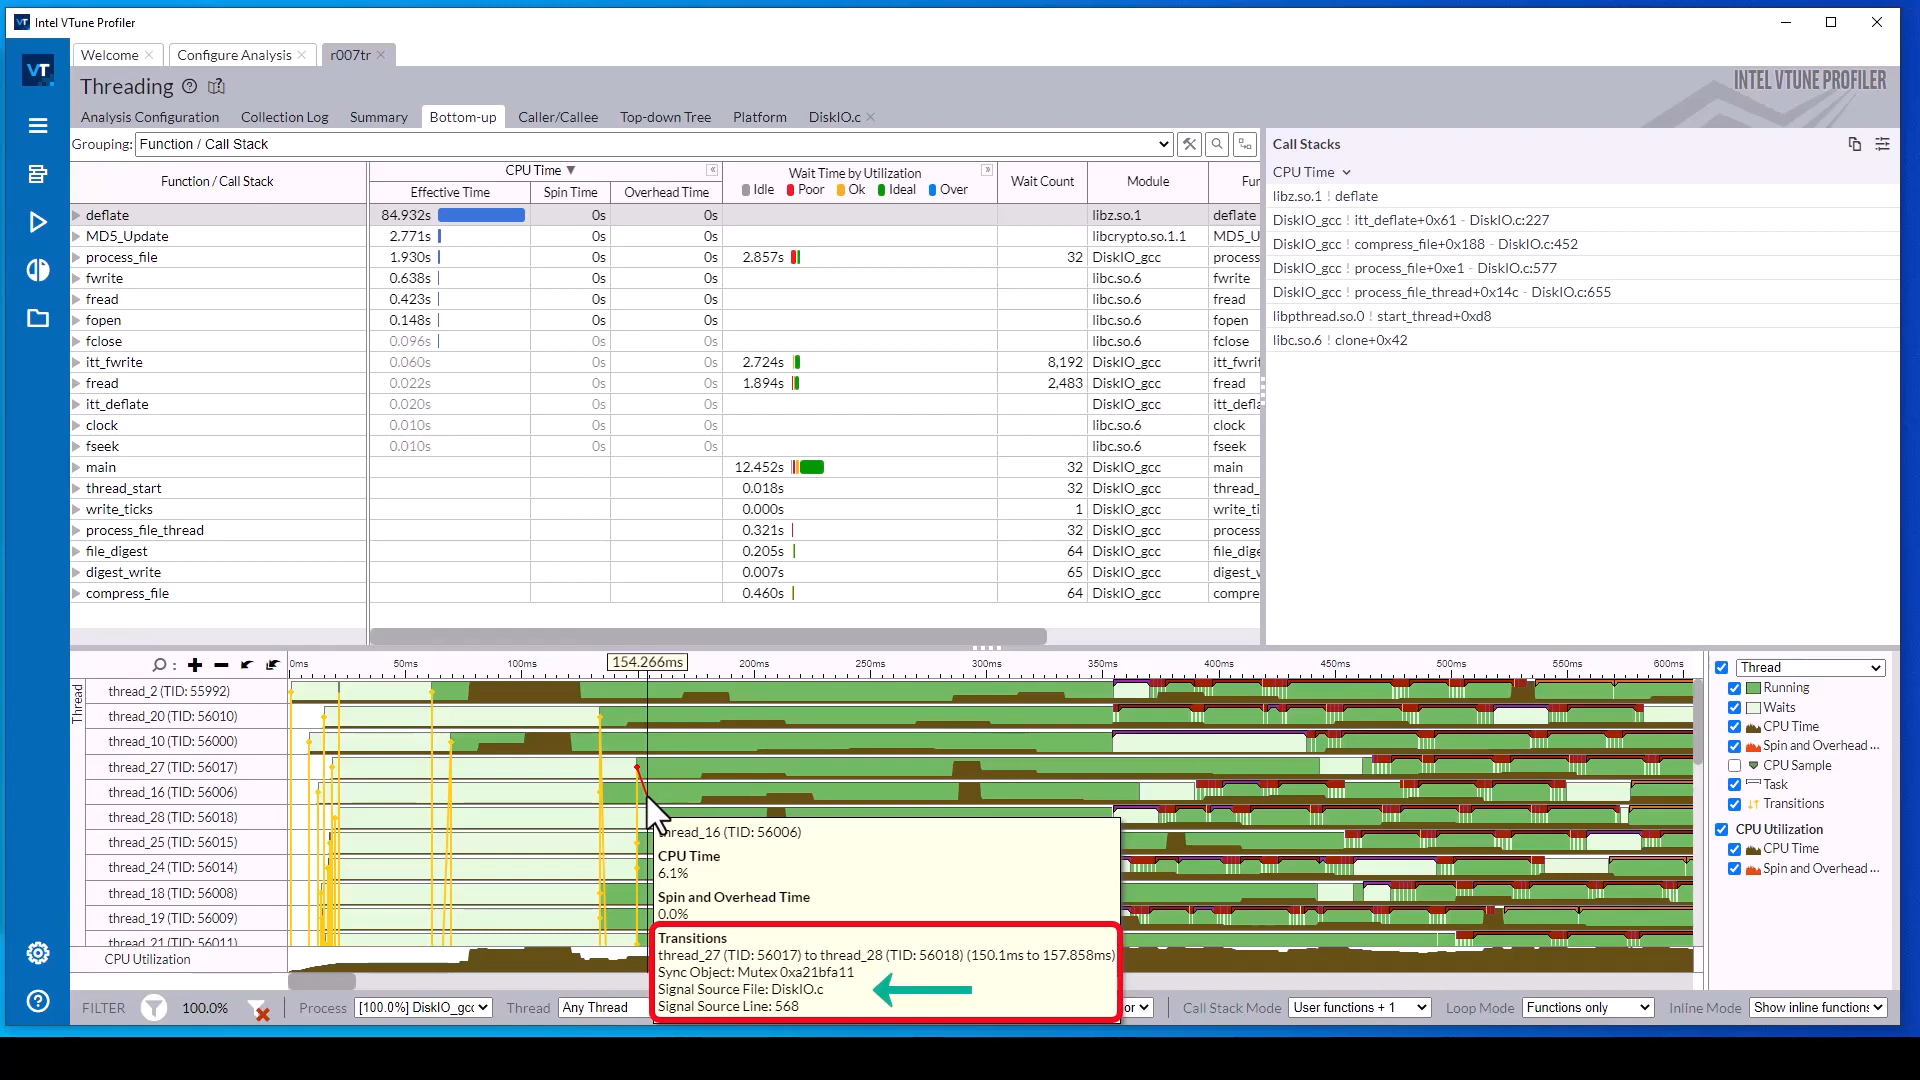 VT Intel VTune Profiler
Welcome Configure Analysis r007tr
VT
Threading
INTEL VTUNE PROFILER
Analysis Configuration Collection Log Summary Bottom-up Caller/Callee Top-down Tree Platform DiskIO.c
Grouping: Function / Call Stack
Function / Call Stack CPU Time Wait Time by Utilization Wait Count Module Fur
Effective Time Spin Time Overhead Time Idle Poor Ok Ideal Over
deflate 84.932s 0s 0s libz.so.1 deflate
MD5_Update 2.771s 0s 0s libcrypto.so.1.1 MD5_U
process_file 1.930s 0s 0s 2.857s 32 DiskIO_gcc process
fwrite 0.638s 0s 0s libc.so.6 fwrite
fread 0.423s 0s 0s libc.so.6 fread
fopen 0.148s 0s 0s libc.so.6 fopen
fclose 0.096s 0s 0s libc.so.6 fclose
itt_fwrite 0.060s 0s 0s 2.724s 8,192 DiskIO_gcc itt_fwrit
fread 0.022s 0s 0s 1.894s 2,483 DiskIO_gcc fread
itt_deflate 0.020s 0s 0s DiskIO_gcc itt_defla
clock 0.010s 0s 0s libc.so.6 clock
fseek 0.010s 0s 0s libc.so.6 fseek
main 12.452s 32 DiskIO_gcc main
thread_start 0.018s 32 DiskIO_gcc thread_
write_ticks 0.000s 1 DiskIO_gcc write_ti
process_file_thread 0.321s 32 DiskIO_gcc process
file_digest 0.205s 64 DiskIO_gcc file_dige
digest_write 0.007s 65 DiskIO_gcc digest_w
compress_file 0.460s 64 DiskIO_gcc compre
Call Stacks
CPU Time
libz.so.1 ! deflate
DiskIO_gcc ! itt_deflate+0x61 - DiskIO.c:227
DiskIO_gcc ! compress_file+0x188 - DiskIO.c:452
DiskIO_gcc ! process_file+0xe1 - DiskIO.c:577
DiskIO_gcc ! process_file_thread+0x14c - DiskIO.c:655
libpthread.so.0 ! start_thread+0xd8
libc.so.6 ! clone+0x42
0ms 50ms 100ms 154.266ms 200ms 250ms 300ms 350ms 400ms 450ms 500ms 550ms 600ms
Thread
thread_2 (TID: 55992)
thread_20 (TID: 56010)
thread_10 (TID: 56000)
thread_27 (TID: 56017)
thread_16 (TID: 56006)
thread_28 (TID: 56018)
thread_25 (TID: 56015)
thread_24 (TID: 56014)
thread_18 (TID: 56008)
thread_19 (TID: 56009)
thread_21 (TID: 56011)
CPU Utilization
thread_16 (TID: 56006)
CPU Time
6.1%
Spin and Overhead Time
0.0%
Transitions
thread_27 (TID: 56017) to thread_28 (TID: 56018) (150.1ms to 157.858ms)
Sync Object: Mutex 0xa21bfa11
Signal Source File: DiskIO.c
Signal Source Line: 568
Thread
Running
Waits
CPU Time
Spin and Overhead ...
CPU Sample
Task
Transitions
CPU Utilization
CPU Time
Spin and Overhead ...
FILTER 100.0% Process [100.0%] DiskIO_gcc Thread Any Thread or Call Stack Mode User functions + 1 Loop Mode Functions only Inline Mode Show inline functions